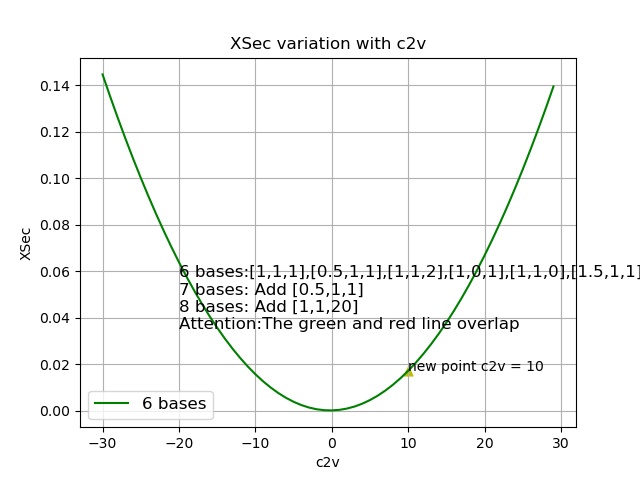 XSec variation with c2v
0.14
0.12
0.10
0.08
0.06
0.04
0.02
0.00
XSec
6 bases:[1,1,1],[0.5,1,1],[1,1,2],[1,0,1],[1,1,0],[1.5,1,1]
7 bases: Add [0.5,1,1]
8 bases: Add [1,1,20]
Attention:The green and red line overlap
new point c2v = 10
6 bases
−30 −20 −10 0 10 20 30
c2v